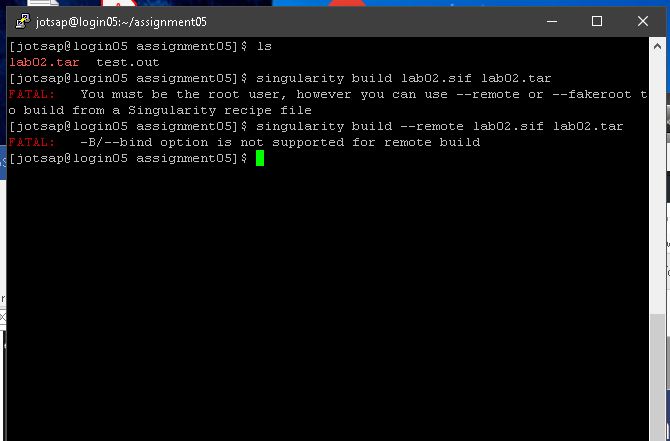 jotsap@login05:~/assignment05
[jotsap@login05 assignment05]$ ls
lab02.tar  test.out
[jotsap@login05 assignment05]$ singularity build lab02.sif lab02.tar
FATAL:   You must be the root user, however you can use --remote or --fakeroot t
o build from a Singularity recipe file
[jotsap@login05 assignment05]$ singularity build --remote lab02.sif lab02.tar
FATAL:   -B/--bind option is not supported for remote build
[jotsap@login05 assignment05]$